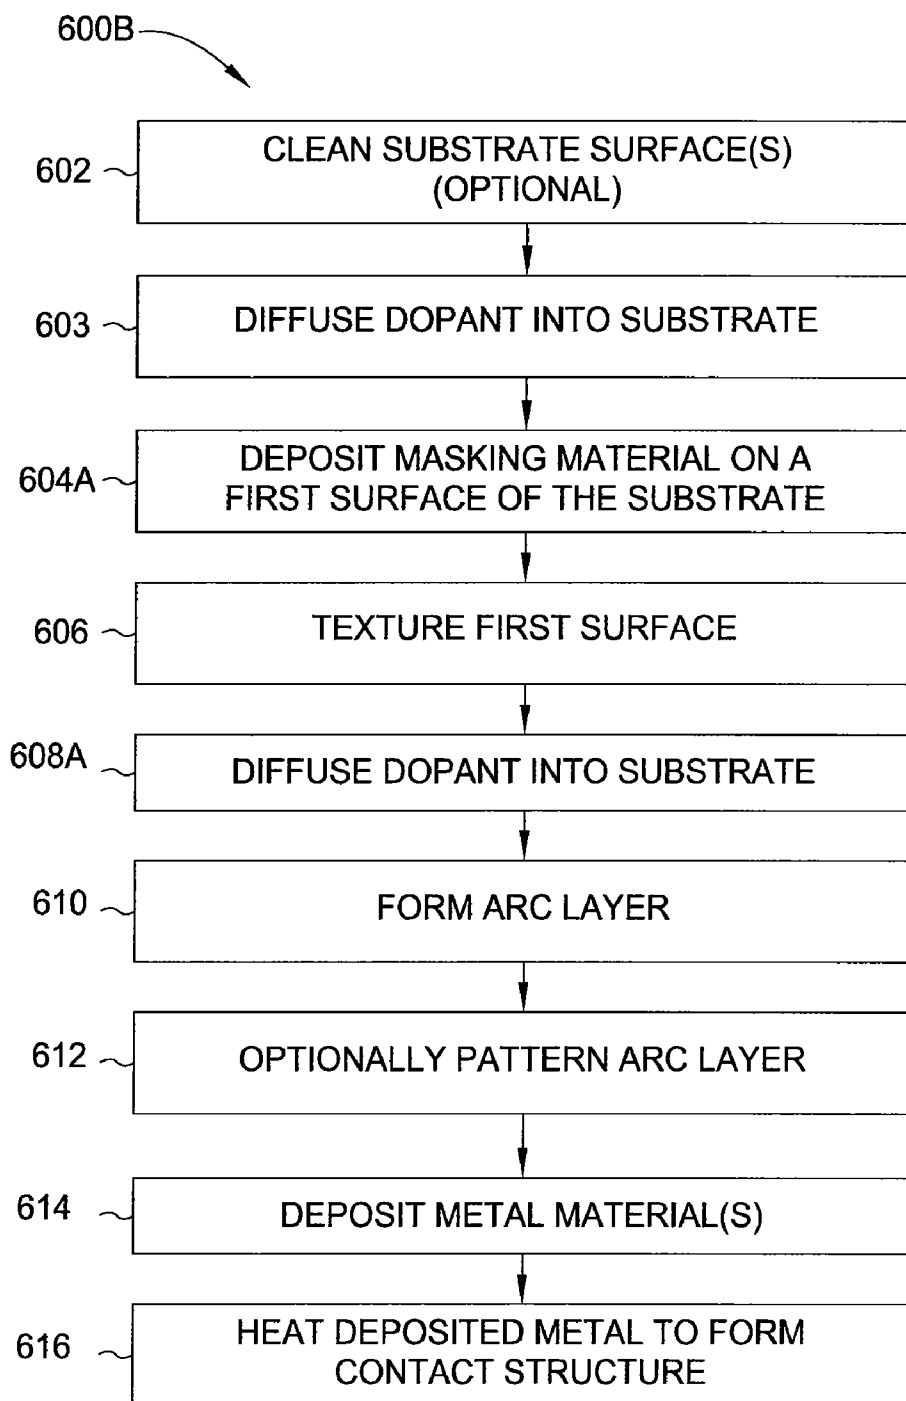 600B
602
CLEAN SUBSTRATE SURFACE(S)
(OPTIONAL)
603
DIFFUSE DOPANT INTO SUBSTRATE
604A
DEPOSIT MASKING MATERIAL ON A
FIRST SURFACE OF THE SUBSTRATE
606
TEXTURE FIRST SURFACE
608A
DIFFUSE DOPANT INTO SUBSTRATE
610
FORM ARC LAYER
612
OPTIONALLY PATTERN ARC LAYER
614
DEPOSIT METAL MATERIAL(S)
616
HEAT DEPOSITED METAL TO FORM
CONTACT STRUCTURE